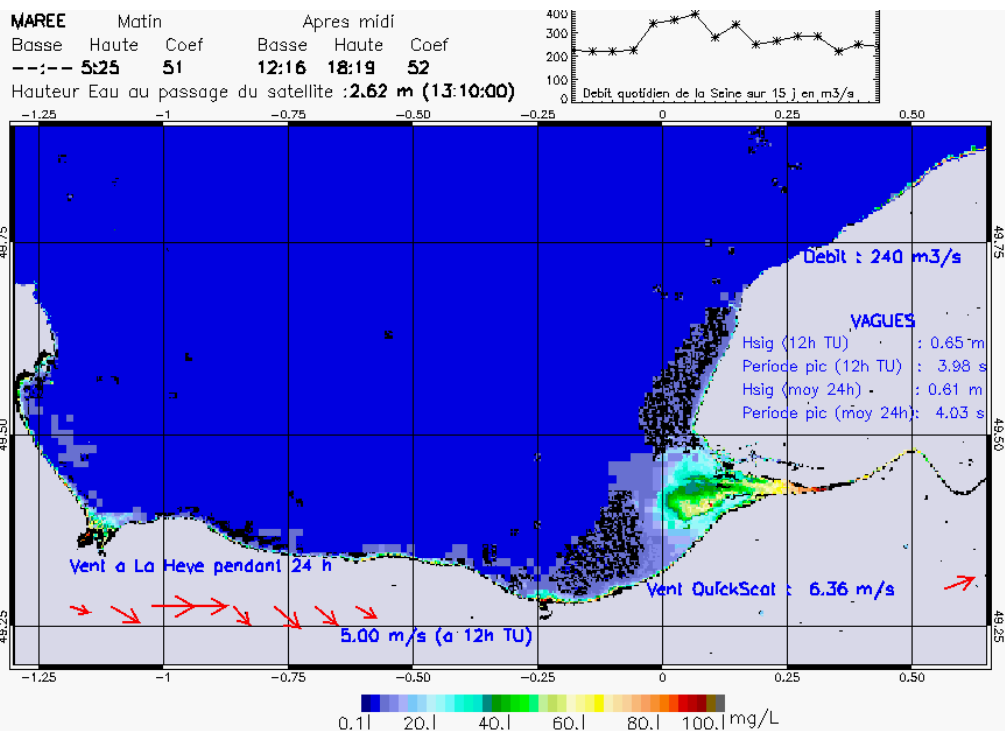 MAREE Matin Apres midi
Basse Haute Coef Basse Haute Coef
--:-- 5:25 51 12:16 18:19 52
Hauteur Eau au passage du satellite :2.62 m (13:10:00)
400
300
200
100
0
Debit quotidien de la Seine sur 15 j en m3/s
-1.25 -1 -0.75 -0.50 -0.25 0 0.25 0.50
49.75 49.75
Debit : 240 m3/s
VAGUES
Hsig (12h TU) : 0.65 m
Periode pic (12h TU) : 3.98 s
Hsig (moy 24h) : 0.61 m
Periode pic (moy 24h): 4.03 s
49.50 49.50
Vent a La Heve pendant 24 h
Vent QuickScat : 6.36 m/s
5.00 m/s (a 12h TU)
49.25 49.25
-1.25 -1 -0.75 -0.50 -0.25 0 0.25 0.50
0.1 20.1 40.1 60.1 80.1 100.1 mg/L